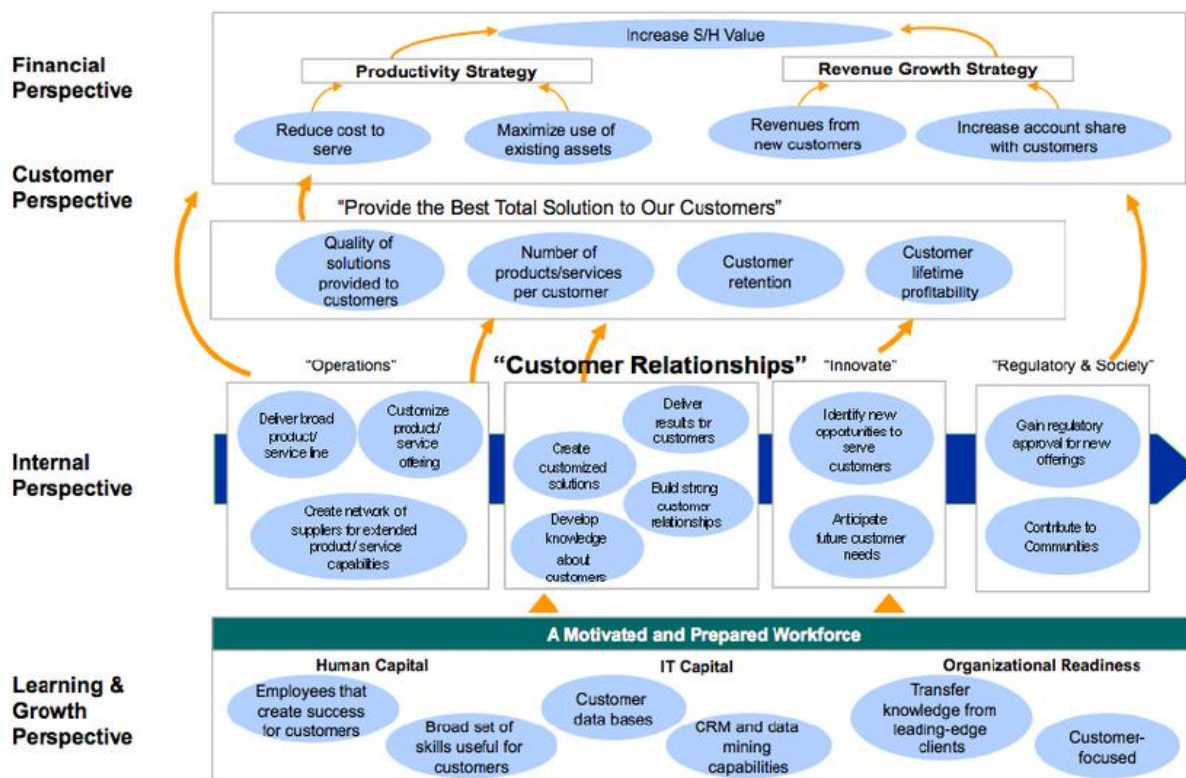 Financial
Perspective
Increase S/H Value
Productivity Strategy
Revenue Growth Strategy
Reduce cost to
serve
Maximize use of
existing assets
Revenues from
new customers
Increase account share
with customers
Customer
Perspective
"Provide the Best Total Solution to Our Customers"
Quality of
solutions
provided to
customers
Number of
products/services
per customer
Customer
retention
Customer
lifetime
profitability
Internal
Perspective
"Operations"
Deliver broad
product/
service line
Customize
product/
service
offering
Create network of
suppliers for extended
product/ service
capabilities
“Customer Relationships”
Deliver
results for
customers
Create
customized
solutions
Build strong
customer
relationships
Develop
knowledge
about
customers
"Innovate"
Identify new
opportunities to
serve
customers
Anticipate
future customer
needs
"Regulatory & Society"
Gain regulatory
approval for new
offerings
Contribute to
Communities
Learning &
Growth
Perspective
A Motivated and Prepared Workforce
Human Capital
Employees that
create success
for customers
Broad set of
skills useful for
customers
IT Capital
Customer
data bases
CRM and data
mining
capabilities
Organizational Readiness
Transfer
knowledge from
leading-edge
clients
Customer-
focused